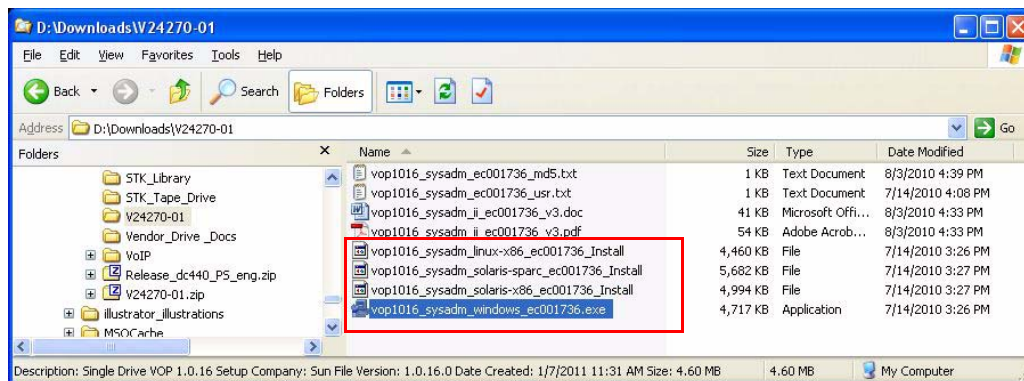 D:\Downloads\V24270-01
File Edit View Favorites Tools Help
Back Search Folders
Address D:\Downloads\V24270-01 Go
Folders x Name Size Type Date Modified
STK_Library
STK_Tape_Drive
V24270-01
Vendor_Drive _Docs
VoIP
Release_dc440_PS_eng.zip
V24270-01.zip
illustrator_illustrations
MSOCache
vop1016_sysadm_ec001736_md5.txt 1 KB Text Document 8/3/2010 4:39 PM
vop1016_sysadm_ec001736_usr.txt 1 KB Text Document 7/14/2010 4:08 PM
vop1016_sysadm_ii_ec001736_v3.doc 41 KB Microsoft Offi... 8/3/2010 4:33 PM
vop1016_sysadm_ii_ec001736_v3.pdf 54 KB Adobe Acrob... 8/3/2010 4:33 PM
vop1016_sysadm_linux-x86_ec001736_Install 4,460 KB File 7/14/2010 3:26 PM
vop1016_sysadm_solaris-sparc_ec001736_Install 5,682 KB File 7/14/2010 3:27 PM
vop1016_sysadm_solaris-x86_ec001736_Install 4,994 KB File 7/14/2010 3:27 PM
vop1016_sysadm_windows_ec001736.exe 4,717 KB Application 7/14/2010 3:26 PM
Description: Single Drive VOP 1.0.16 Setup Company: Sun File Version: 1.0.16.0 Date Created: 1/7/2011 11:31 AM Size: 4.60 MB 4.60 MB My Computer